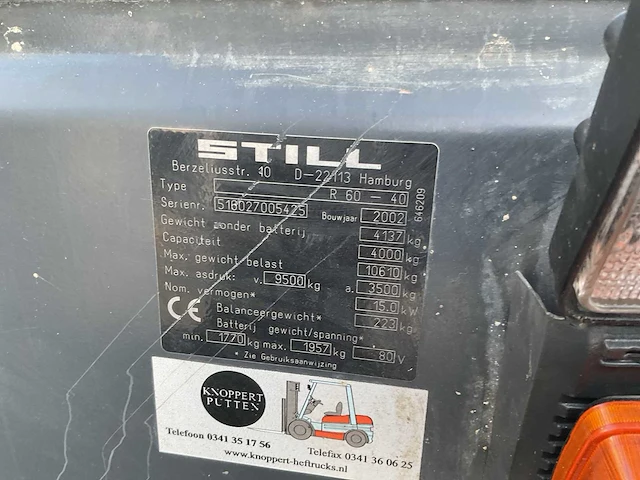 STILL
Berzeliusstr. 10 D-22113 Hamburg
Type R 60 - 40
Serienr. 516027005425 Bouwjaar 2002
Gewicht zonder batterij 4137 kg
Capaciteit 4000 kg
Max. gewicht belast 10610 kg
Max. asdruk: v. 9500 kg a. 3500 kg
Nom. vermogen* 15.0 kW
CE Balanceergewicht* 223 kg
Batterij gewicht/spanning*
min. 1770 kg max. 1957 kg 80 V
* Zie Gebruiksaanwijzing
646209
KNOPPERT
PUTTEN
Telefoon 0341 35 17 56 Telefax 0341 36 06 25
www.knoppert-heftrucks.nl